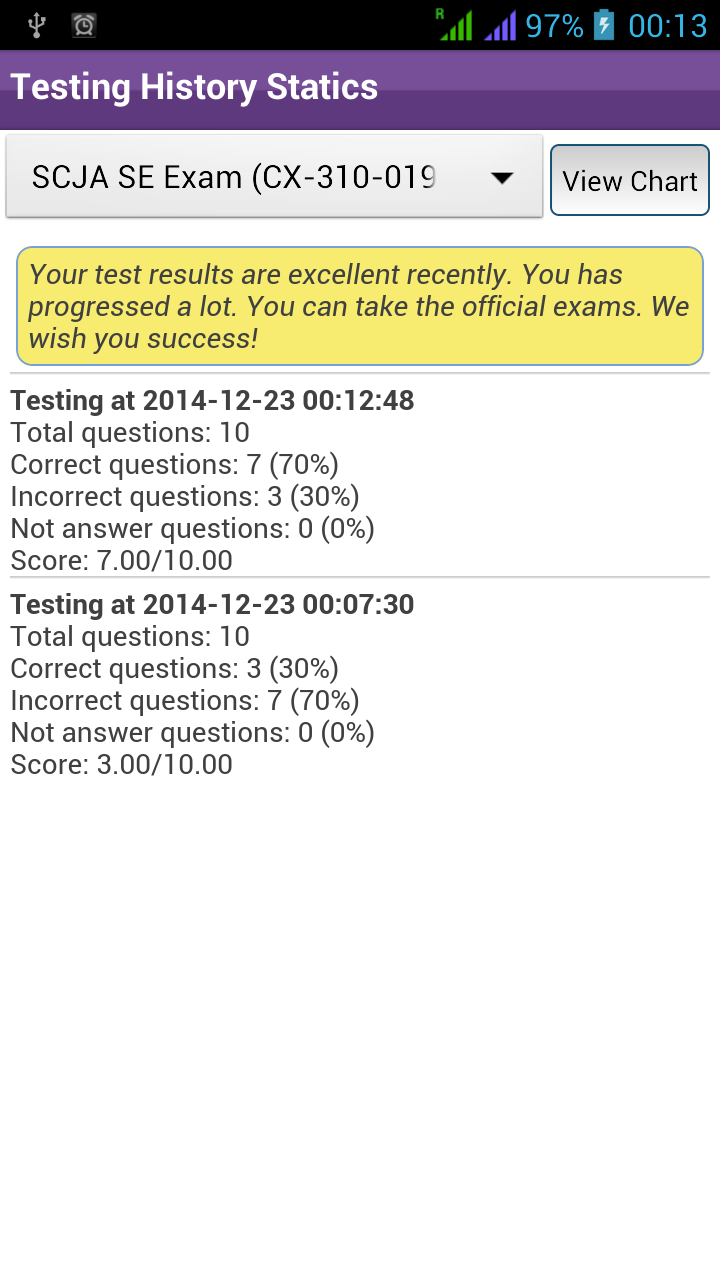 R 97% 00:13
Testing History Statics
SCJA SE Exam (CX-310-019
View Chart
Your test results are excellent recently. You has
progressed a lot. You can take the official exams. We
wish you success!
Testing at 2014-12-23 00:12:48
Total questions: 10
Correct questions: 7 (70%)
Incorrect questions: 3 (30%)
Not answer questions: 0 (0%)
Score: 7.00/10.00
Testing at 2014-12-23 00:07:30
Total questions: 10
Correct questions: 3 (30%)
Incorrect questions: 7 (70%)
Not answer questions: 0 (0%)
Score: 3.00/10.00